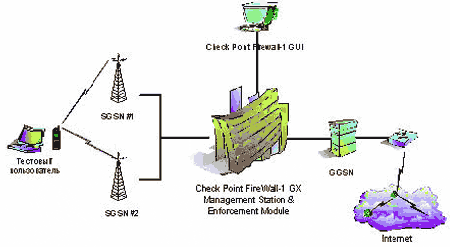 Check Point Firewall-1 GUI
SGSN #1
Тестовый
пользователь
SGSN #2
Check Point FireWall-1 GX
Management Station &
Enforcement Module
GGSN
Internet